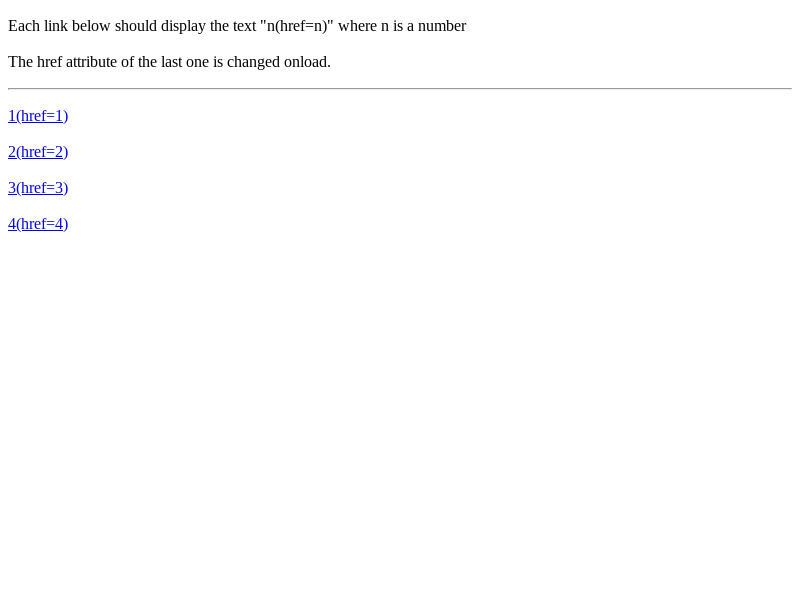 Each link below should display the text "n(href=n)" where n is a number
The href attribute of the last one is changed onload.
1(href=1)
2(href=2)
3(href=3)
4(href=4)